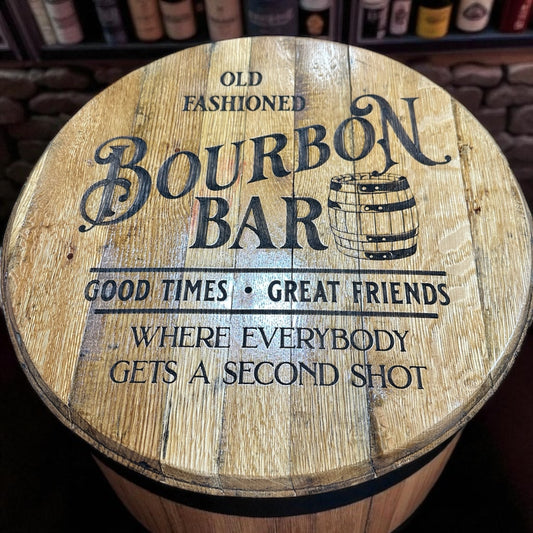 OLD
FASHIONED
BOURBON
BAR
GOOD TIMES • GREAT FRIENDS
WHERE EVERYBODY
GETS A SECOND SHOT